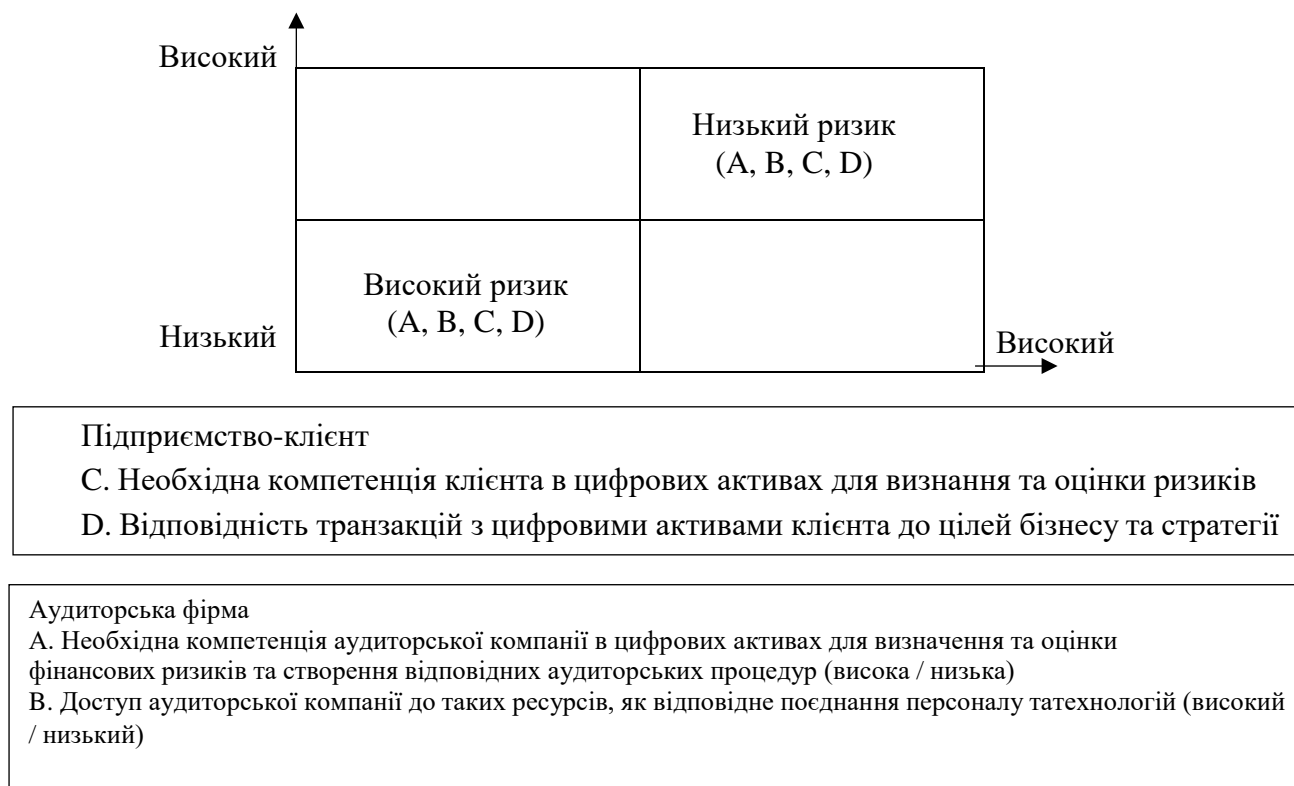 Високий
Низький ризик
(A, B, C, D)
Високий ризик
(A, B, C, D)
Низький
Високий
Підприємство-клієнт
C. Необхідна компетенція клієнта в цифрових активах для визнання та оцінки ризиків
D. Відповідність транзакцій з цифровими активами клієнта до цілей бізнесу та стратегії
Аудиторська фірма
A. Необхідна компетенція аудиторської компанії в цифрових активах для визначення та оцінки
фінансових ризиків та створення відповідних аудиторських процедур (висока / низька)
B. Доступ аудиторської компанії до таких ресурсів, як відповідне поєднання персоналу татехнологій (високий
/ низький)